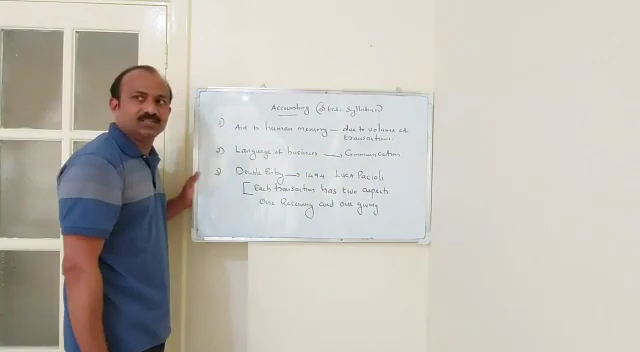 Accounting (State Syllabus)
1) Aid to human memory – due to volume of
transactions
2) Language of business → Communication
3) Double Entry → 1494 Luca Pacioli
[ Each transaction has two aspects
One Receiving and one giving